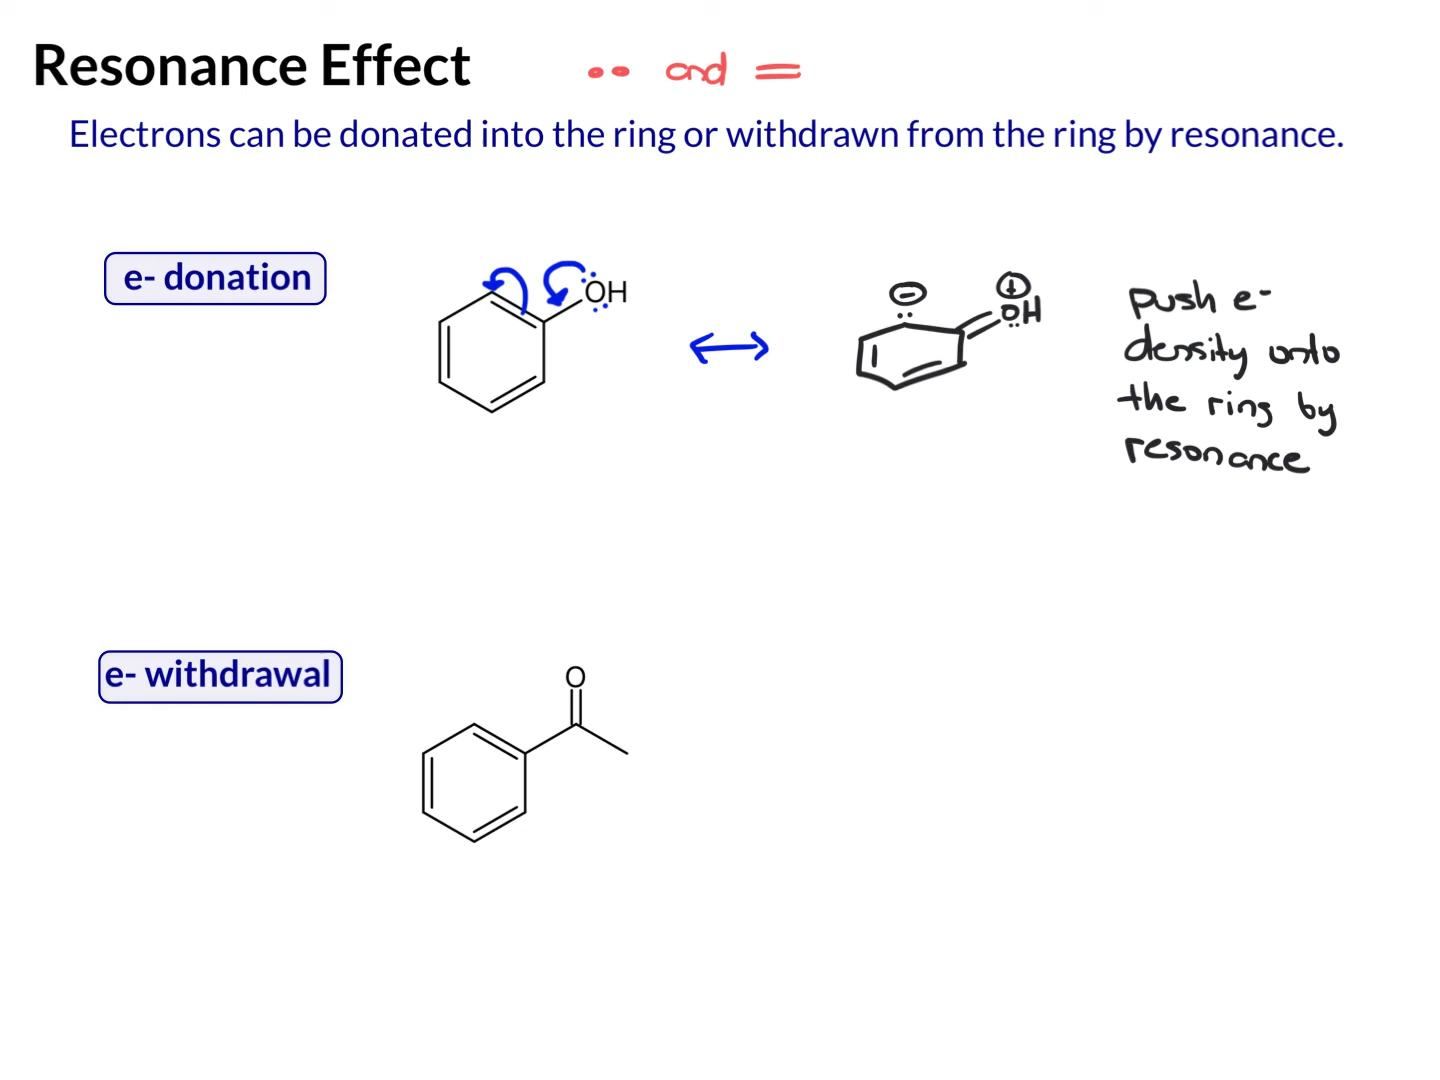 Resonance Effect •• and =
Electrons can be donated into the ring or withdrawn from the ring by resonance.
e- donation
OH
OH
push e-
density onto
the ring by
resonance
e- withdrawal
O